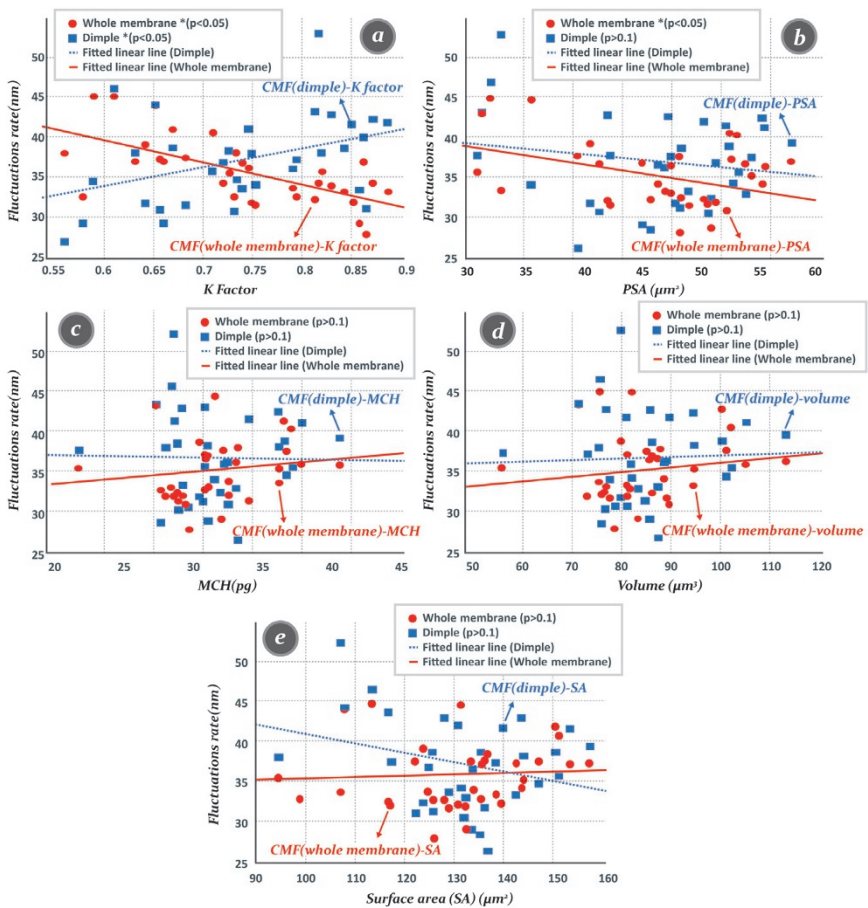 Whole membrane *(p<0.05)
Dimple *(p<0.05)
Fitted linear line (Dimple)
Fitted linear line (Whole membrane)
a
Fluctuations rate(nm)
50
45
40
35
30
25
CMF(dimple)-K factor
CMF(whole membrane)-K factor
0.55 0.6 0.65 0.7 0.75 0.8 0.85 0.9
K Factor
Whole membrane *(p<0.05)
Dimple (p>0.1)
Fitted linear line (Dimple)
Fitted linear line (Whole membrane)
b
Fluctuations rate(nm)
50
45
40
35
30
25
CMF(dimple)-PSA
CMF(whole membrane)-PSA
30 35 40 45 50 55 60
PSA (μm²)
Whole membrane (p>0.1)
Dimple (p>0.1)
Fitted linear line (Dimple)
Fitted linear line (Whole membrane)
c
Fluctuations rate(nm)
50
45
40
35
30
25
CMF(dimple)-MCH
CMF(whole membrane)-MCH
20 25 30 35 40 45
MCH(pg)
Whole membrane (p>0.1)
Dimple (p>0.1)
Fitted linear line (Dimple)
Fitted linear line (Whole membrane)
d
Fluctuations rate(nm)
50
45
40
35
30
25
CMF(dimple)-volume
CMF(whole membrane)-volume
50 60 70 80 90 100 110 120
Volume (μm³)
Whole membrane (p>0.1)
Dimple (p>0.1)
Fitted linear line (Dimple)
Fitted linear line (Whole membrane)
e
Fluctuations rate(nm)
50
45
40
35
30
25
CMF(dimple)-SA
CMF(whole membrane)-SA
90 100 110 120 130 140 150 160
Surface area (SA) (μm²)